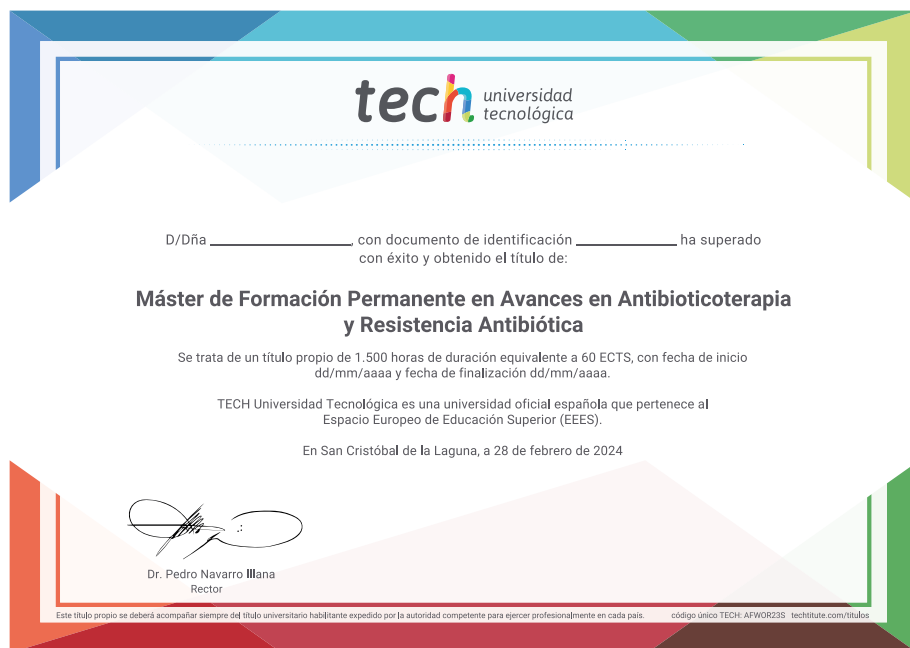 tech universidad
tecnológica
D/Dña ______________, con documento de identificación __________ ha superado
con éxito y obtenido el título de:
Máster de Formación Permanente en Avances en Antibioticoterapia
y Resistencia Antibiótica
Se trata de un título propio de 1.500 horas de duración equivalente a 60 ECTS, con fecha de inicio
dd/mm/aaaa y fecha de finalización dd/mm/aaaa.
TECH Universidad Tecnológica es una universidad oficial española que pertenece al
Espacio Europeo de Educación Superior (EEES).
En San Cristóbal de la Laguna, a 28 de febrero de 2024
Dr. Pedro Navarro Illana
Rector
Este título propio se deberá acompañar siempre del título universitario habilitante expedido por la autoridad competente para ejercer profesionalmente en cada país. código único TECH: AFWOR23S techtitute.com/titulos